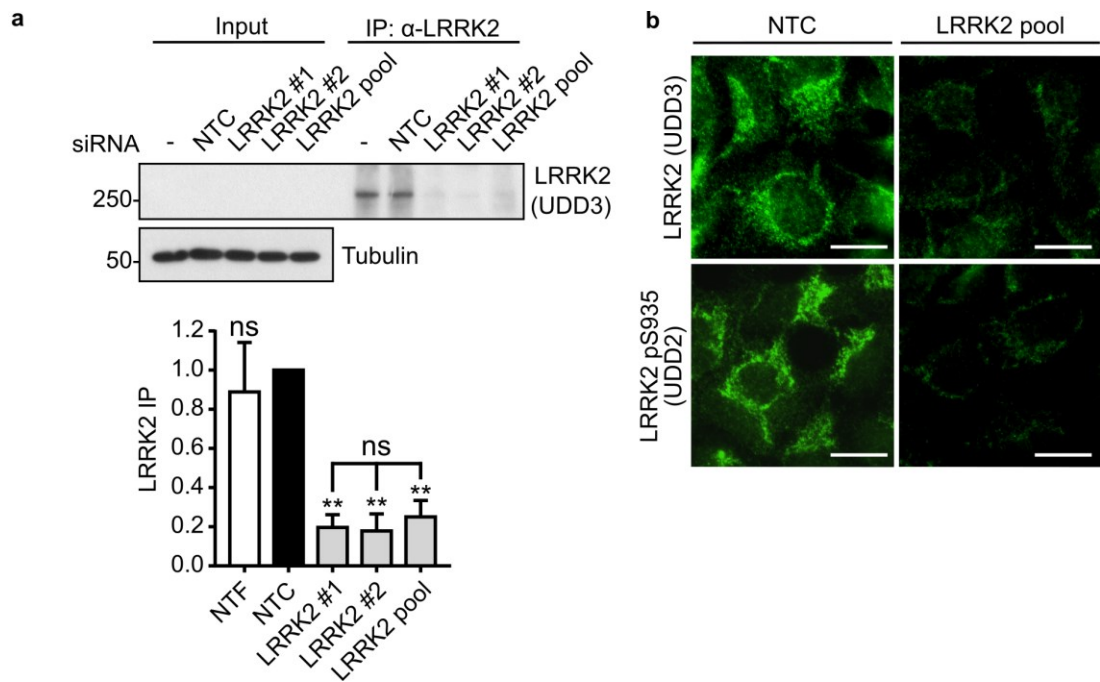 a
Input
IP: α-LRRK2
siRNA
-
NTC
LRRK2 #1
LRRK2 #2
LRRK2 pool
-
NTC
LRRK2 #1
LRRK2 #2
LRRK2 pool
250
LRRK2
(UDD3)
50
Tubulin
LRRK2 IP
1.2
1.0
0.8
0.6
0.4
0.2
0.0
ns
ns
**
**
**
NTF
NTC
LRRK2 #1
LRRK2 #2
LRRK2 pool
b
NTC
LRRK2 pool
LRRK2 (UDD3)
LRRK2 pS935
(UDD2)